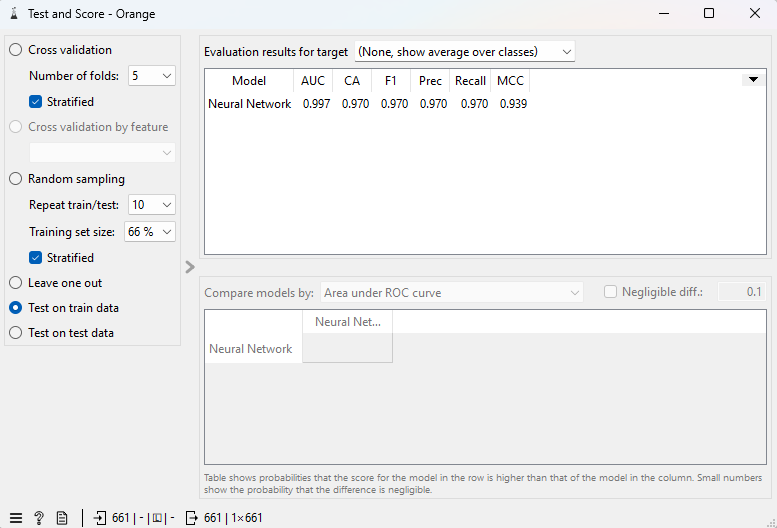 Test and Score - Orange
Cross validation
Number of folds: 5
Stratified
Cross validation by feature
Random sampling
Repeat train/test: 10
Training set size: 66 %
Stratified
Leave one out
Test on train data
Test on test data
Evaluation results for target (None, show average over classes)
Model AUC CA F1 Prec Recall MCC
Neural Network 0.997 0.970 0.970 0.970 0.970 0.939
Compare models by: Area under ROC curve Negligible diff.: 0.1
Neural Net...
Neural Network
Table shows probabilities that the score for the model in the row is higher than that of the model in the column. Small numbers
show the probability that the difference is negligible.
661 | - | - 661 | 1×661